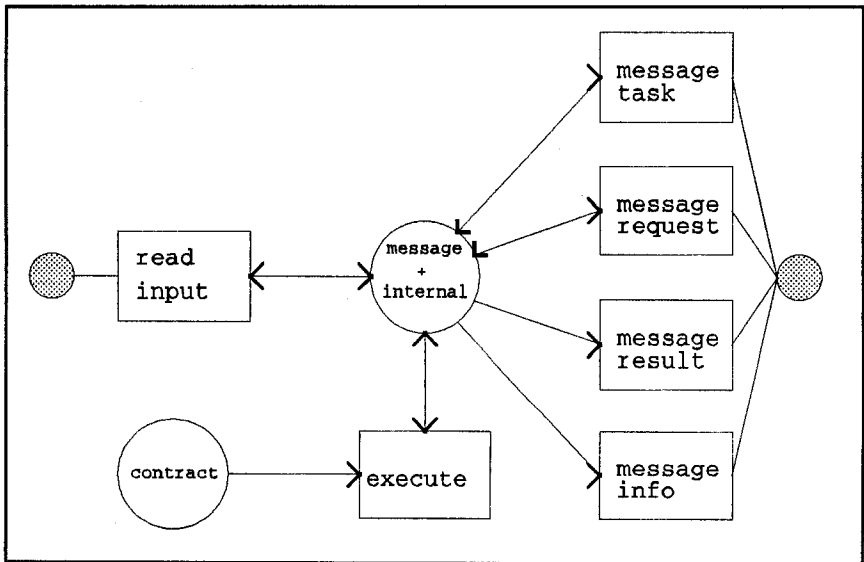 read
input
contract
message
+
internal
execute
message
task
message
request
message
result
message
info